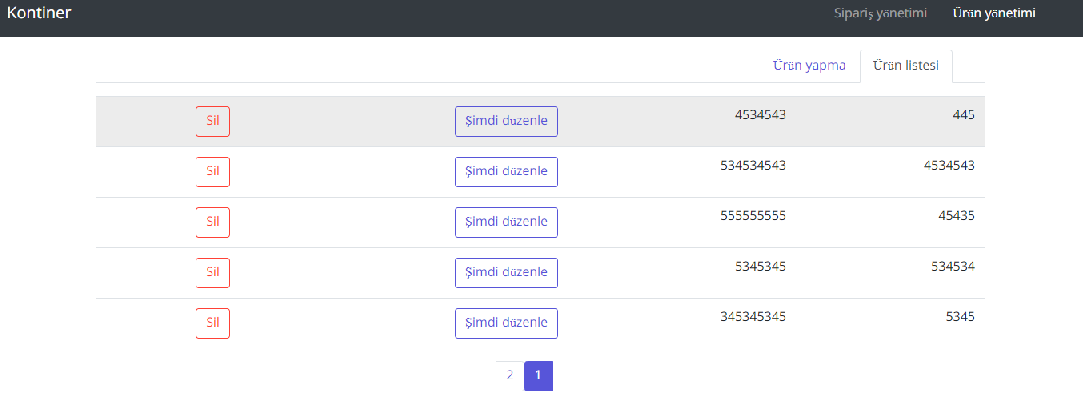 Kontiner Sipariş yönetimi Ürün yönetimi
Ürün yapma Ürün listesi
Sil Şimdi düzenle 4534543 445
Sil Şimdi düzenle 534534543 4534543
Sil Şimdi düzenle 555555555 45435
Sil Şimdi düzenle 5345345 534534
Sil Şimdi düzenle 345345345 5345
2 1